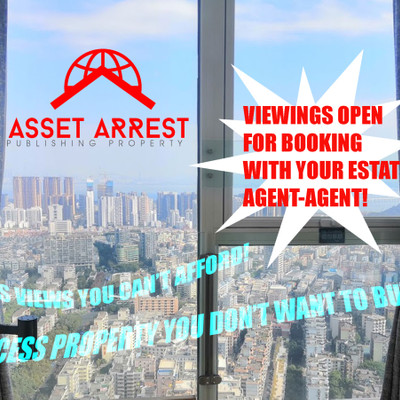 ASSET ARREST
PUBLISHING PROPERTY
VIEWINGS OPEN
FOR BOOKING
WITH YOUR ESTAT
AGENT-AGENT!
S VIEWS YOU CAN'T AFFORD!
CESS PROPERTY YOU DON'T WANT TO BU